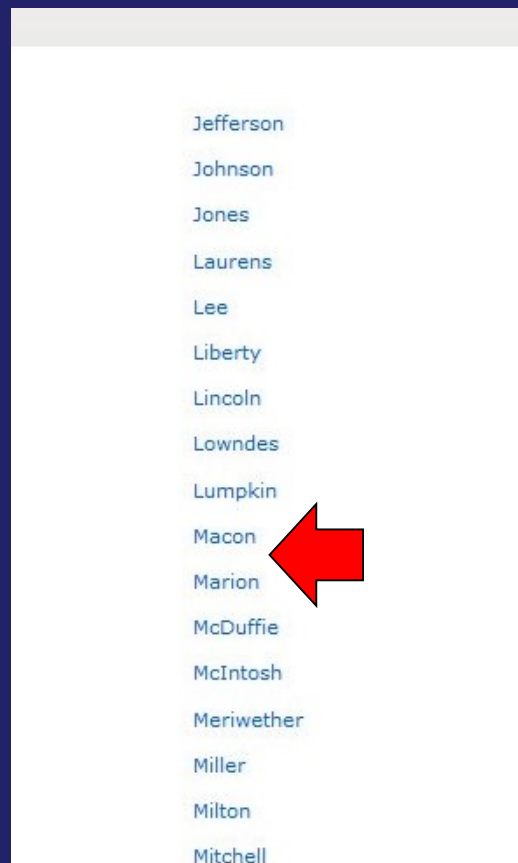 Jefferson
Johnson
Jones
Laurens
Lee
Liberty
Lincoln
Lowndes
Lumpkin
Macon
Marion
McDuffie
McIntosh
Meriwether
Miller
Milton
Mitchell